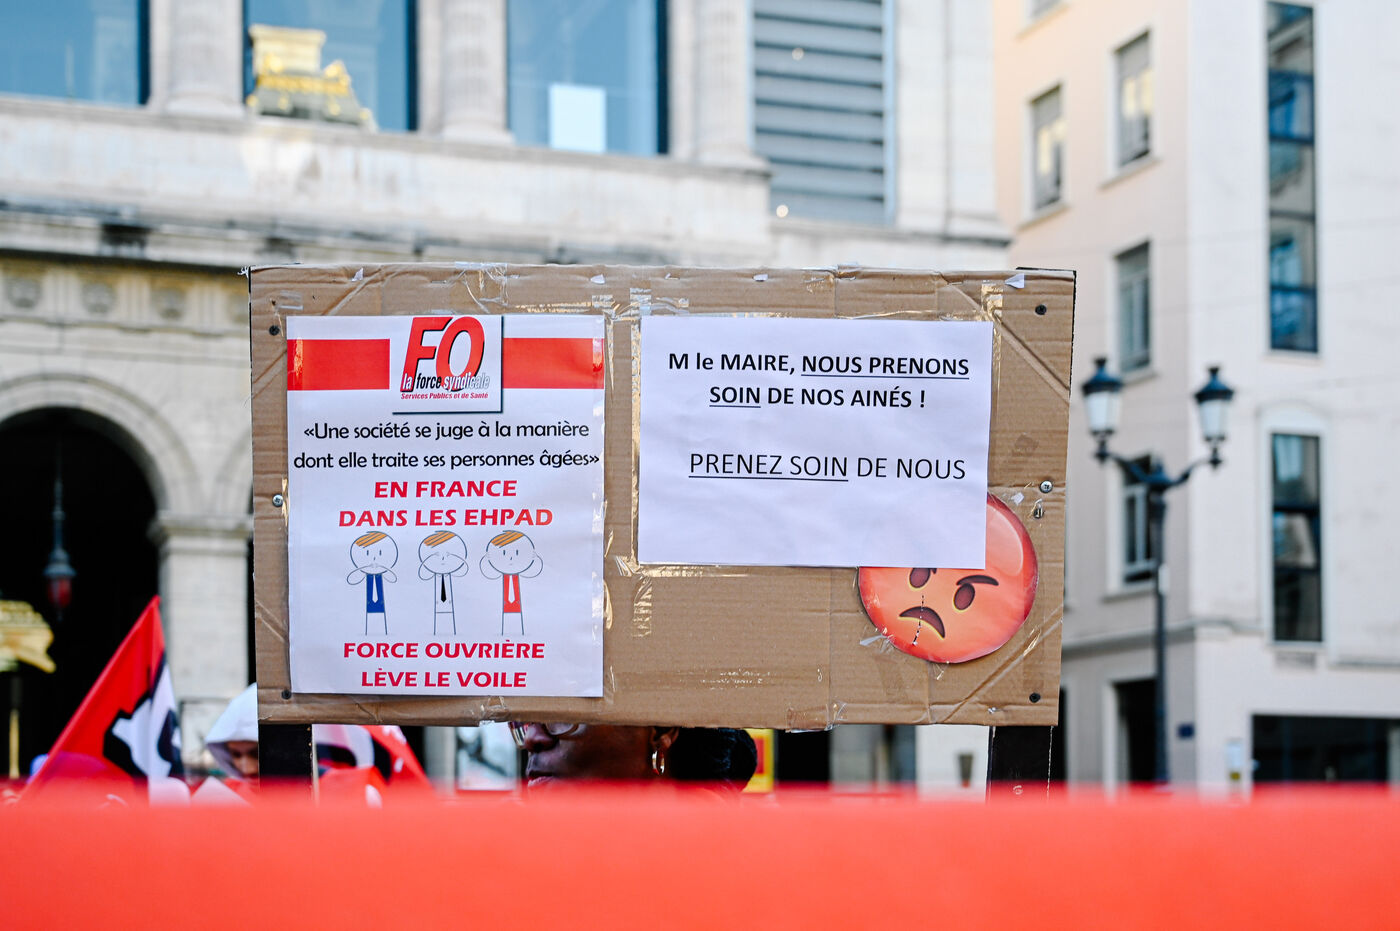 FO
la force syndicale
Services Publics et de Santé
«Une société se juge à la manière
dont elle traite ses personnes âgées»
EN FRANCE
DANS LES EHPAD
FORCE OUVRIÈRE
LÈVE LE VOILE
M le MAIRE, NOUS PRENONS
SOIN DE NOS AINÉS !
PRENEZ SOIN DE NOUS